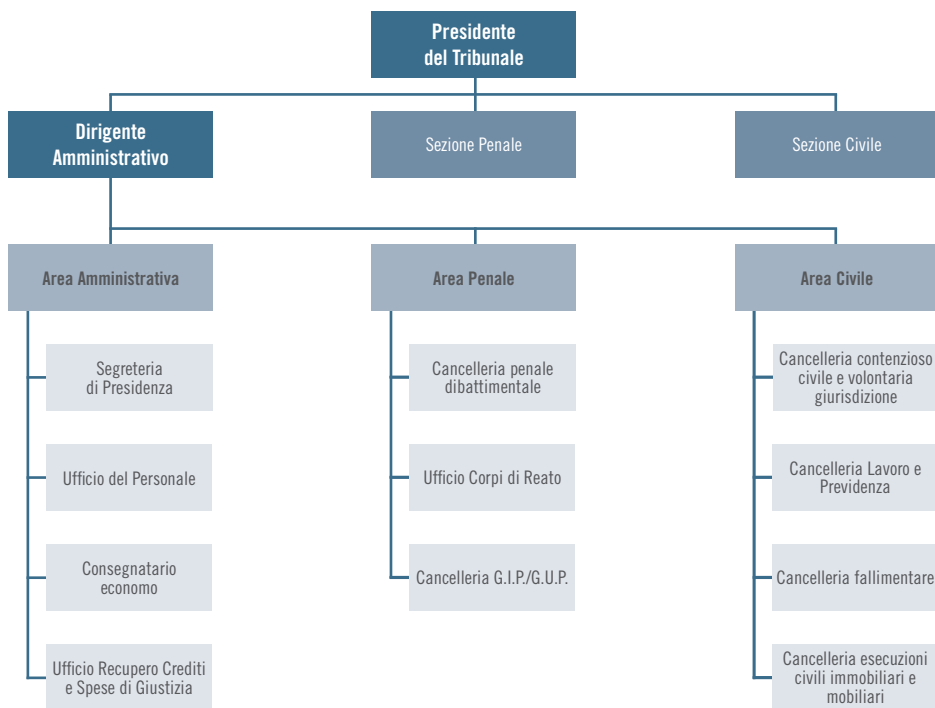 Presidente
del Tribunale
Dirigente
Amministrativo
Sezione Penale
Sezione Civile
Area Amministrativa
Area Penale
Area Civile
Segreteria
di Presidenza
Cancelleria penale
dibattimentale
Cancelleria contenzioso
civile e volontaria
giurisdizione
Ufficio del Personale
Ufficio Corpi di Reato
Cancelleria Lavoro e
Previdenza
Consegnatario
economo
Cancelleria G.I.P./G.U.P.
Cancelleria fallimentare
Ufficio Recupero Crediti
e Spese di Giustizia
Cancelleria esecuzioni
civili immobiliari e
mobiliari